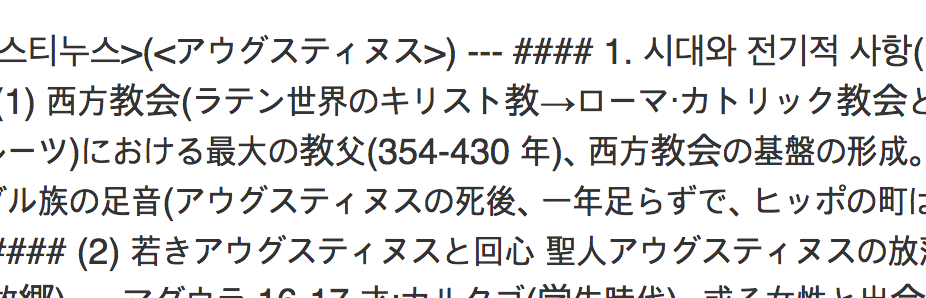 스티누스>(<アウグスティヌス>) --- #### 1. 시대와 전기적 사항(
(1) 西方教会(ラテン世界のキリスト教→ローマ·カトリック教会と
ルーツ)における最大の教父(354-430 年)、西方教会の基盤の形成。
ダル族の足音(アウグスティヌスの死後、一年足らずで、ヒッポの町は
#### (2) 若きアウグスティヌスと回心 聖人アウグスティヌスの放
故郷)